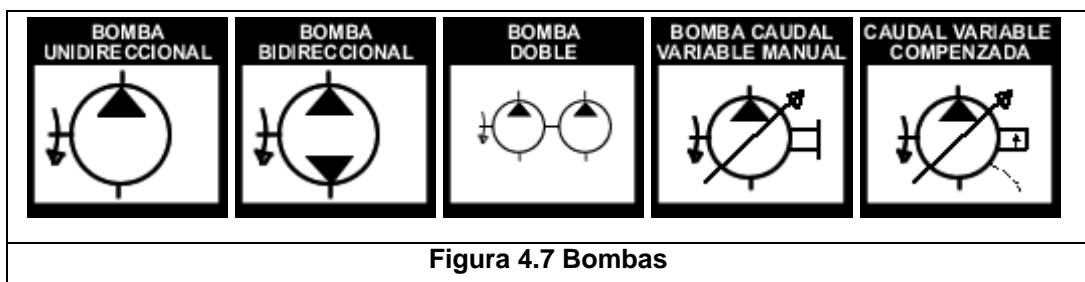 BOMBA
UNIDIRECCIONAL
BOMBA
BIDIRECCIONAL
BOMBA
DOBLE
BOMBA CAUDAL
VARIABLE MANUAL
CAUDAL VARIABLE
COMPENZADA
Figura 4.7 Bombas